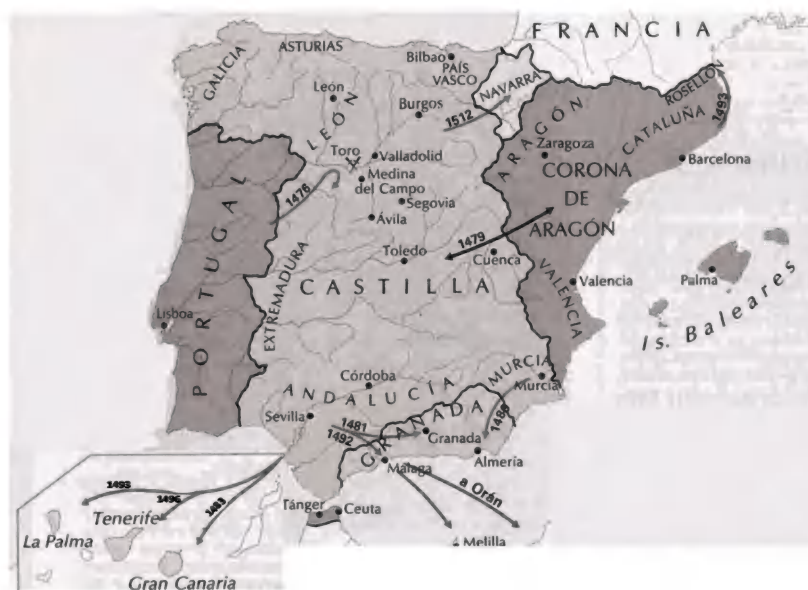 FRANCIA
ASTURIAS
GALICIA
Bilbao
PAÍS
VASCO
NAVARRA
ROSELLÓN
1493
León
LEÓN
Burgos
1512
ARAGÓN
CATALUÑA
Zaragoza
Barcelona
Toro
Valladolid
Medina
del Campo
CORONA
DE
ARAGÓN
PORTUGAL
1476
Segovia
Ávila
1479
Toledo
Cuenca
CASTILLA
EXTREMADURA
VALENCIA
Valencia
Palma
Is. Baleares
Lisboa
Córdoba
MURCIA
Murcia
ANDALUCÍA
Sevilla
1481
1492
GRANADA
Granada
1488
Málaga
Almería
a Orán
Tánger
Ceuta
Melilla
1493
1496
1483
Tenerife
La Palma
Gran Canaria